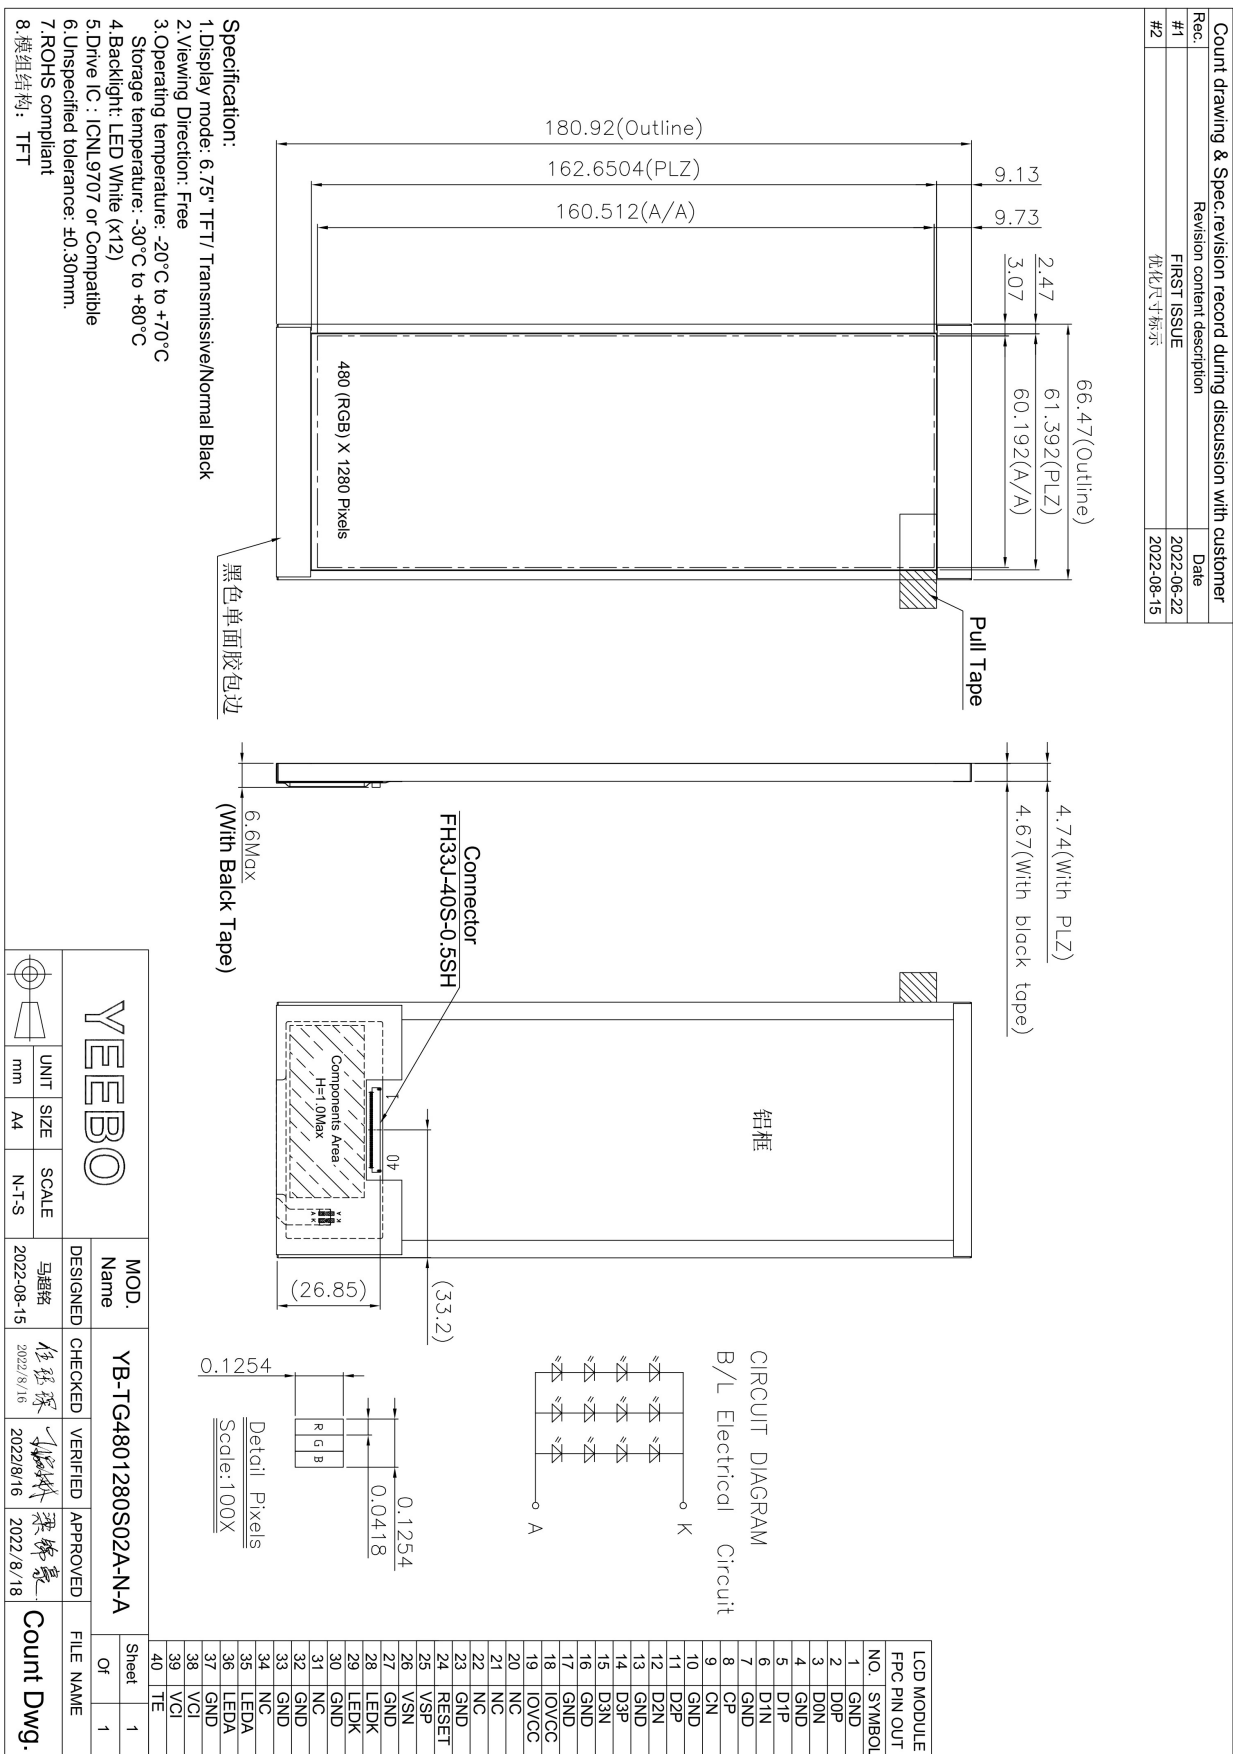 Count drawing & Spec.revision record during discussion with customer
Rec. Revision content description Date
#1 FIRST ISSUE 2022-06-22
#2 优化尺寸标示 2022-08-15
66.47(Outline)
61.392(PLZ)
60.192(A/A)
2.47
3.07
9.13
9.73
180.92(Outline)
162.6504(PLZ)
160.512(A/A)
480 (RGB) X 1280 Pixels
Pull Tape
黑色单面胶包边
4.74(With PLZ)
4.67(With black tape)
6.6Max
(With Balck Tape)
Connector
FH33J-40S-0.5SH
铝框
1
40
Components Area
H=1.0Max
A K
A K
(33.2)
(26.85)
CIRCUIT DIAGRAM
B/L Electrical Circuit
K
A
0.1254
0.0418
0.1254
R G B
Detail Pixels
Scale:100X
Specification:
1.Display mode: 6.75" TFT/ Transmissive/Normal Black
2.Viewing Direction: Free
3.Operating temperature: -20°C to +70°C
Storage temperature: -30°C to +80°C
4.Backlight: LED White (x12)
5.Drive IC : ICNL9707 or Compatible
6.Unspecified tolerance: ±0.30mm.
7.ROHS compliant
8.模组结构：TFT
LCD MODULE
FPC PIN OUT
NO. SYMBOL
1 GND
2 D0P
3 D0N
4 GND
5 D1P
6 D1N
7 GND
8 CP
9 CN
10 GND
11 D2P
12 D2N
13 GND
14 D3P
15 D3N
16 GND
17 GND
18 IOVCC
19 IOVCC
20 NC
21 NC
22 NC
23 GND
24 RESET
25 VSP
26 VSN
27 GND
28 LEDK
29 LEDK
30 GND
31 NC
32 GND
33 GND
34 NC
35 LEDA
36 LEDA
37 GND
38 VCI
39 VCI
40 TE
YEEBO
UNIT SIZE SCALE
mm A4 N-T-S
MOD. Name YB-TG4801280S02A-N-A
Sheet 1
Of 1
DESIGNED CHECKED VERIFIED APPROVED FILE NAME
马超铭
2022-08-15 2022/8/16 2022/8/16 2022/8/18
Count Dwg.